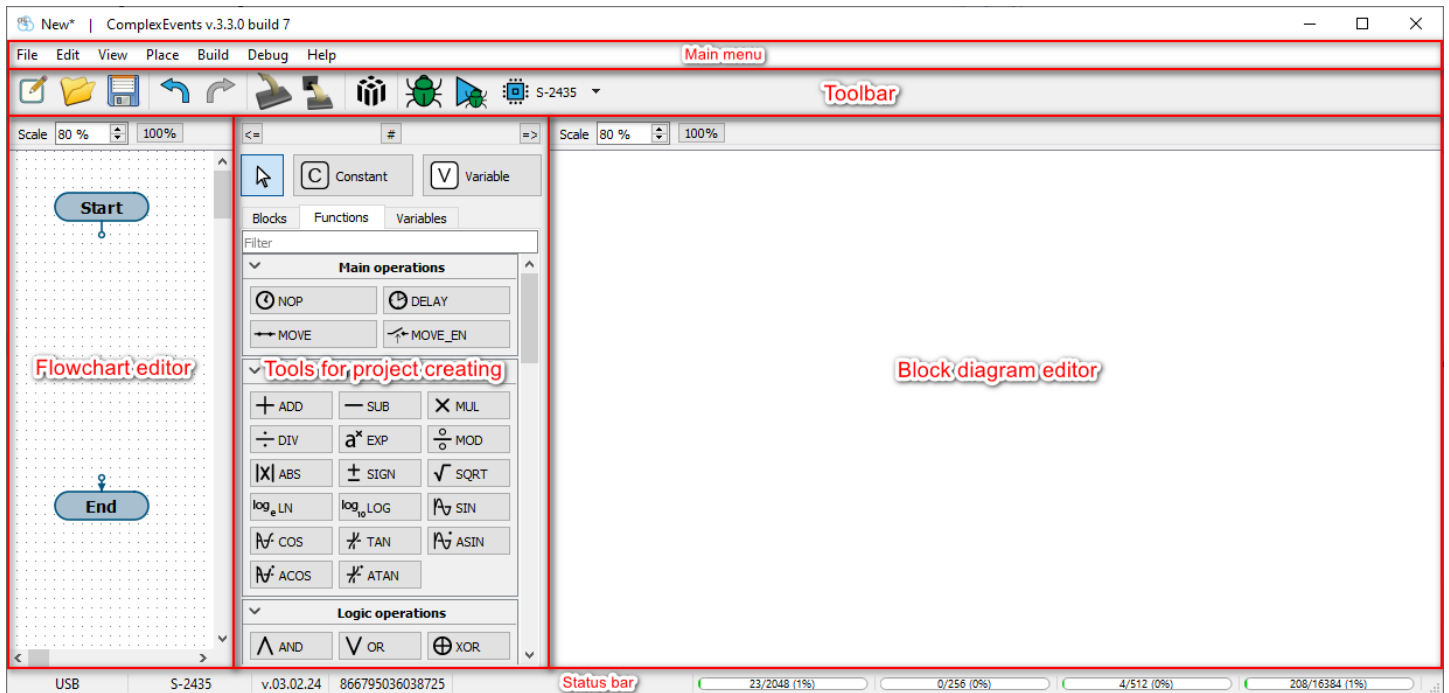 New* | ComplexEvents v.3.3.0 build 7
File Edit View Place Build Debug Help
Main menu
S-2435
Toolbar
Scale 80 % 100%
<= # =>
Scale 80 % 100%
Start
End
Flowchart editor
C Constant V Variable
Blocks Functions Variables
Filter
Main operations
NOP DELAY
MOVE MOVE_EN
Tools for project creating
ADD SUB MUL
DIV aˣ EXP MOD
|X| ABS SIGN SQRT
logₑ LN log₁₀ LOG SIN
COS TAN ASIN
ACOS ATAN
Logic operations
AND OR XOR
Block diagram editor
USB S-2435 v.03.02.24 866795036038725 Status bar 23/2048 (1%) 0/256 (0%) 4/512 (0%) 208/16384 (1%)